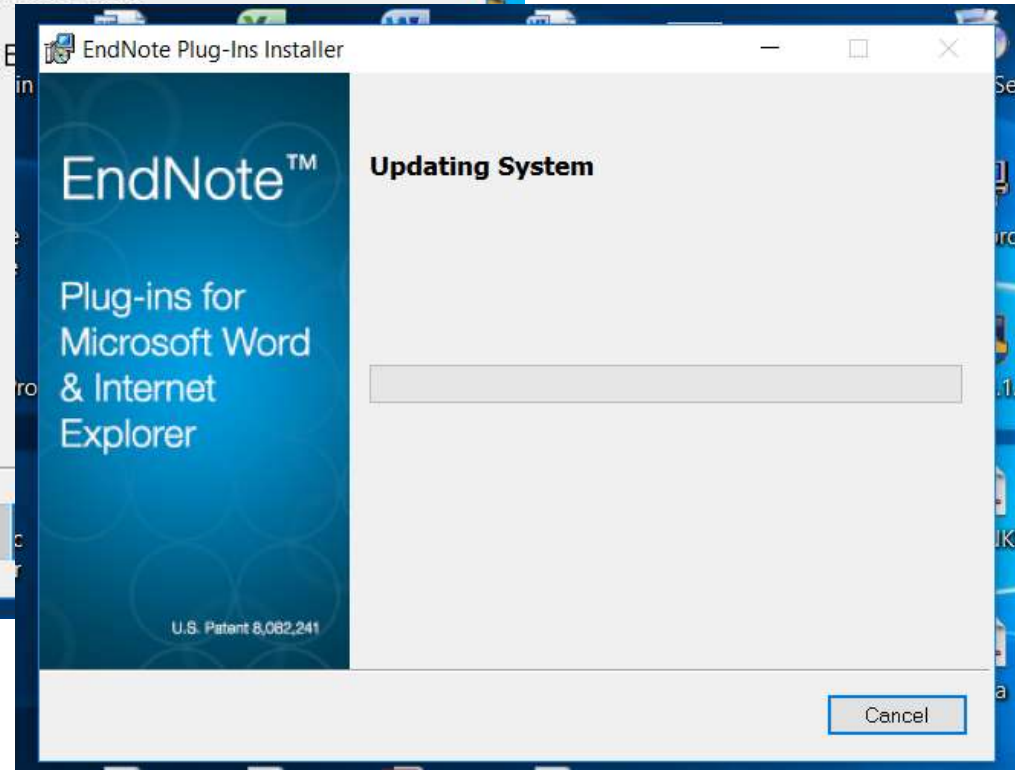 EndNote Plug-Ins Installer
EndNote™
Updating System
Plug-ins for
Microsoft Word
& Internet
Explorer
U.S. Patent 8,082,241
Cancel